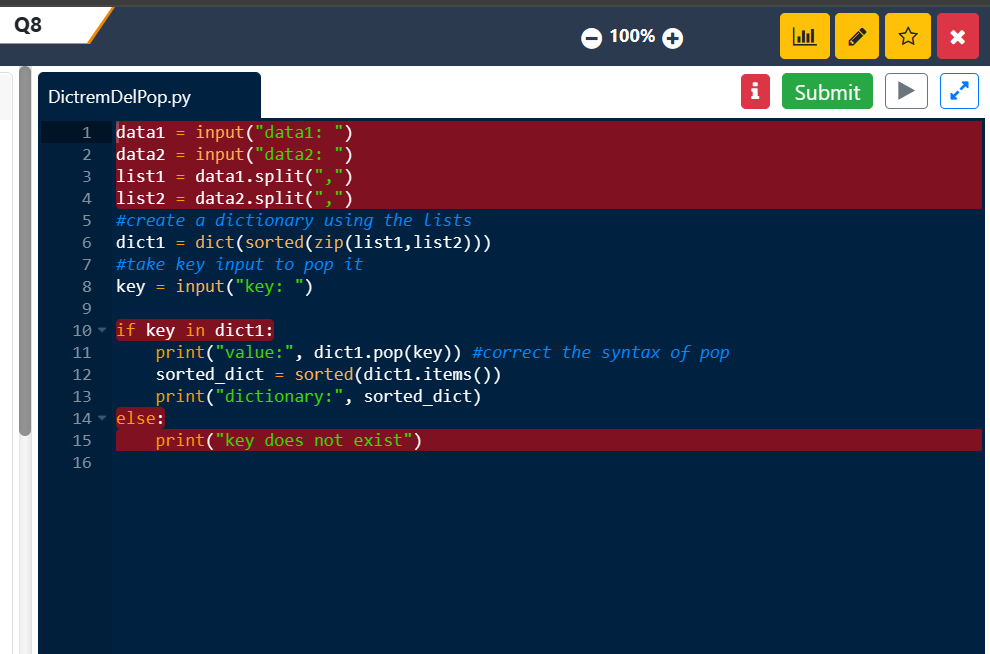 Q8
100%
DictremDelPop.py
Submit
1 data1 = input("data1: ")
2 data2 = input("data2: ")
3 list1 = data1.split(",")
4 list2 = data2.split(",")
5 #create a dictionary using the lists
6 dict1 = dict(sorted(zip(list1,list2)))
7 #take key input to pop it
8 key = input("key: ")
9
10 if key in dict1:
11     print("value:", dict1.pop(key)) #correct the syntax of pop
12     sorted_dict = sorted(dict1.items())
13     print("dictionary:", sorted_dict)
14 else:
15     print("key does not exist")
16